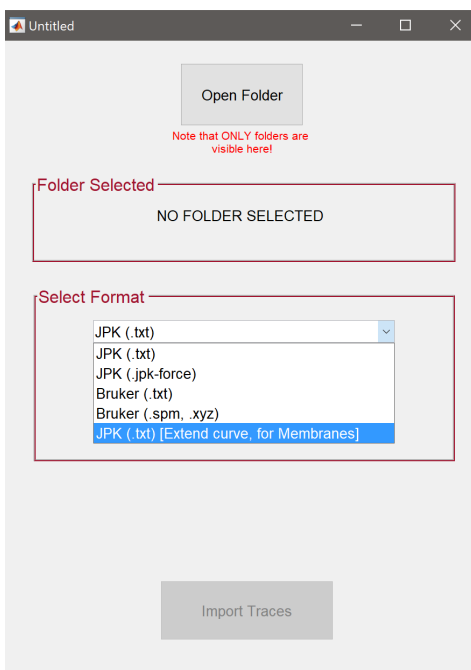 Untitled
Open Folder
Note that ONLY folders are
visible here!
Folder Selected
NO FOLDER SELECTED
Select Format
JPK (.txt)
JPK (.txt)
JPK (.jpk-force)
Bruker (.txt)
Bruker (.spm, .xyz)
JPK (.txt) [Extend curve, for Membranes]
Import Traces